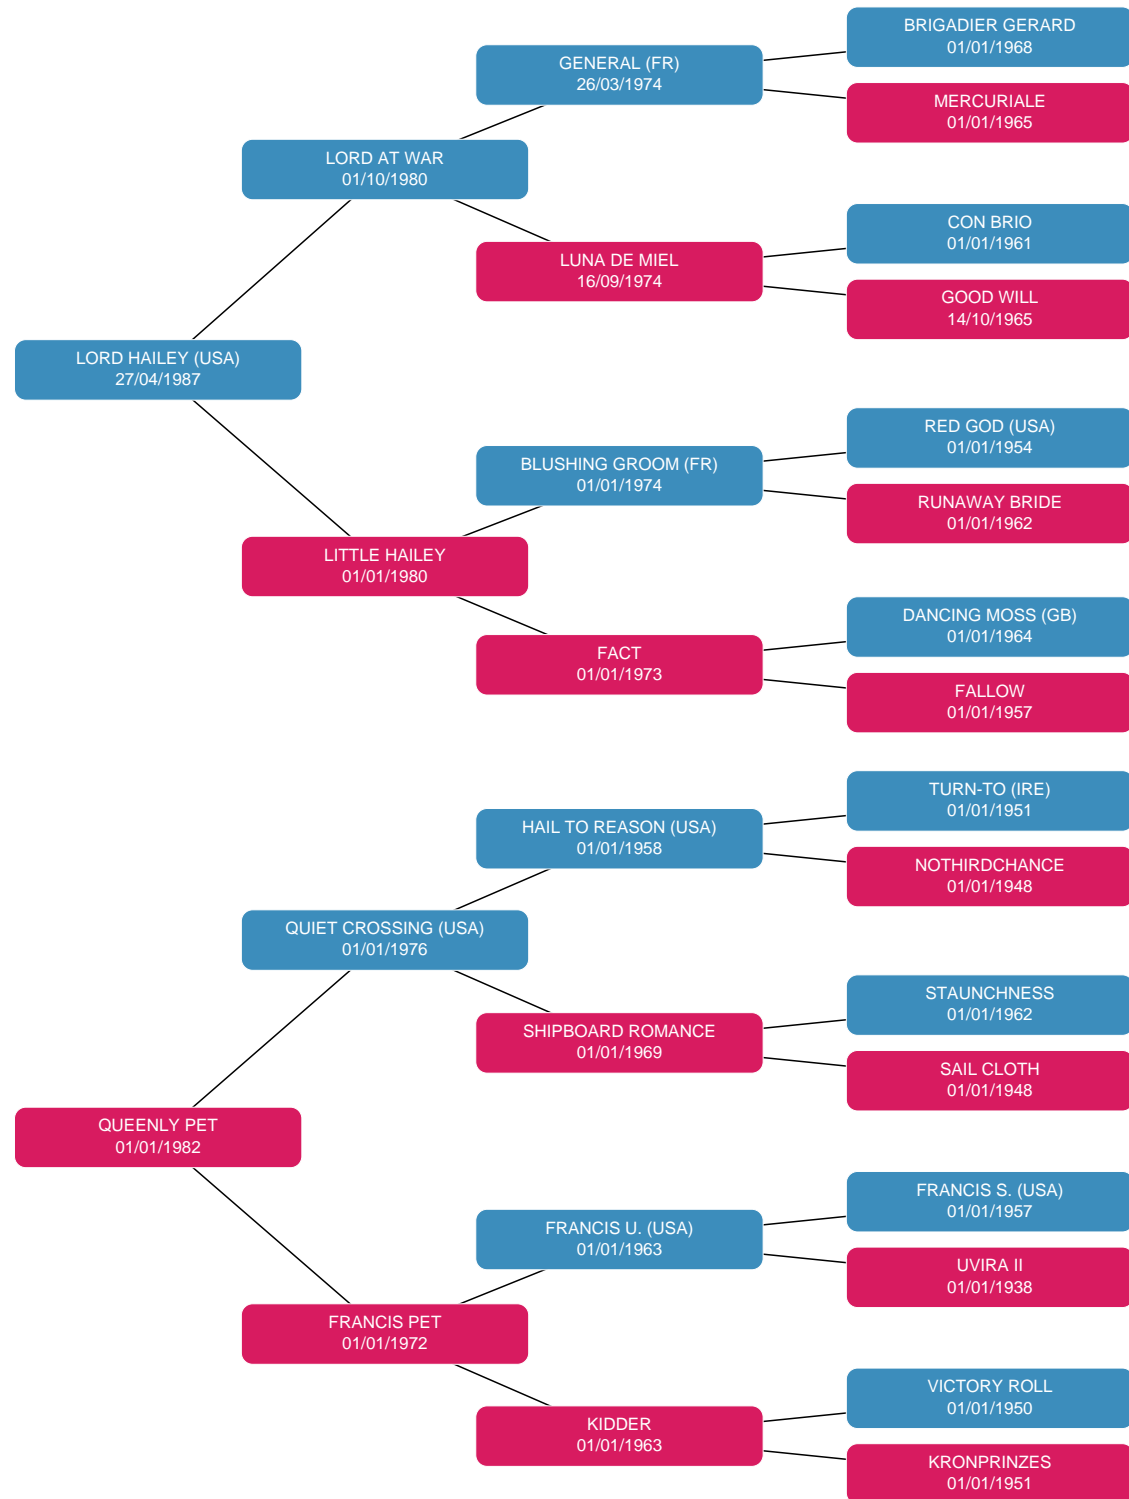 BRIGADIER GERARD
01/01/1968
GENERAL (FR)
26/03/1974
MERCURIALE
01/01/1965
LORD AT WAR
01/10/1980
CON BRIO
01/01/1961
LUNA DE MIEL
16/09/1974
GOOD WILL
14/10/1965
LORD HAILEY (USA)
27/04/1987
RED GOD (USA)
01/01/1954
BLUSHING GROOM (FR)
01/01/1974
RUNAWAY BRIDE
01/01/1962
LITTLE HAILEY
01/01/1980
DANCING MOSS (GB)
01/01/1964
FACT
01/01/1973
FALLOW
01/01/1957
TURN-TO (IRE)
01/01/1951
HAIL TO REASON (USA)
01/01/1958
NOTHIRDCHANCE
01/01/1948
QUIET CROSSING (USA)
01/01/1976
STAUNCHNESS
01/01/1962
SHIPBOARD ROMANCE
01/01/1969
SAIL CLOTH
01/01/1948
QUEENLY PET
01/01/1982
FRANCIS S. (USA)
01/01/1957
FRANCIS U. (USA)
01/01/1963
UVIRA II
01/01/1938
FRANCIS PET
01/01/1972
VICTORY ROLL
01/01/1950
KIDDER
01/01/1963
KRONPRINZES
01/01/1951